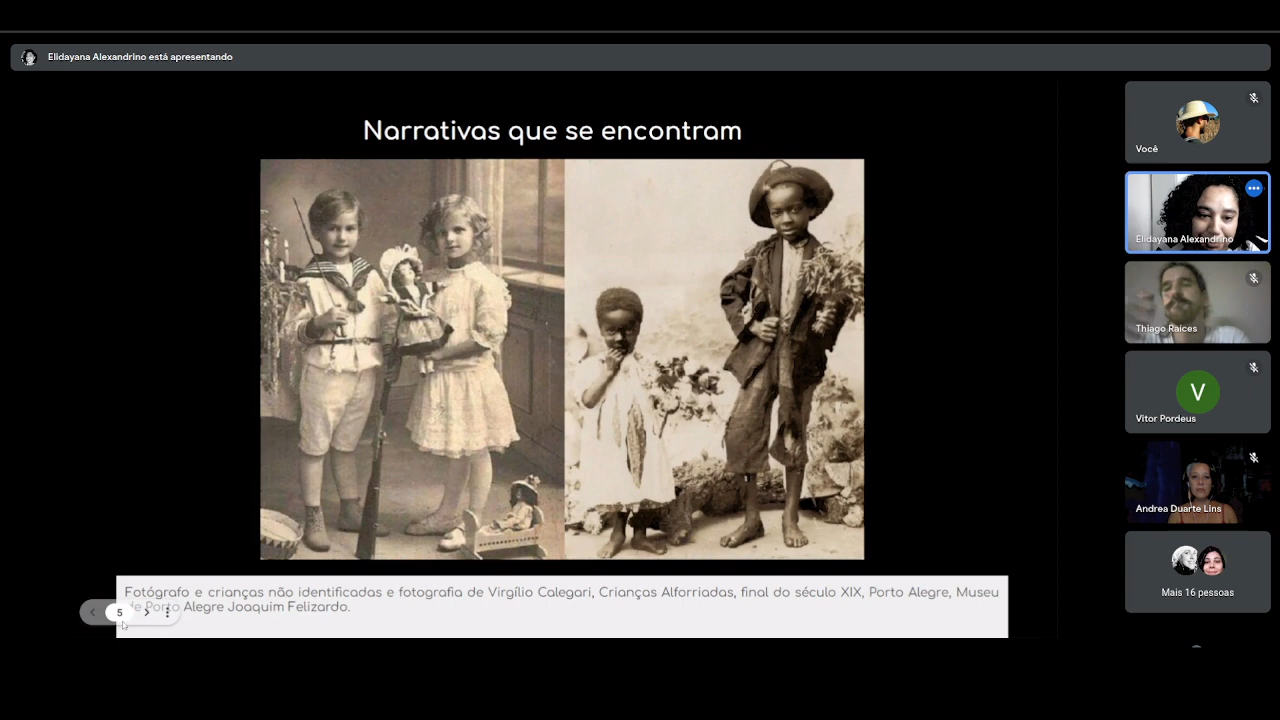 Elidayana Alexandrino está apresentando
Narrativas que se encontram
Fotógrafo e crianças não identificadas e fotografia de Virgílio Calegari, Crianças Alforriadas, final do século XIX, Porto Alegre, Museu
de Porto Alegre Joaquim Felizardo.
5
Você
Elidayana Alexandrino
Thiago Raices
V
Vitor Pordeus
Andrea Duarte Lins
Mais 16 pessoas